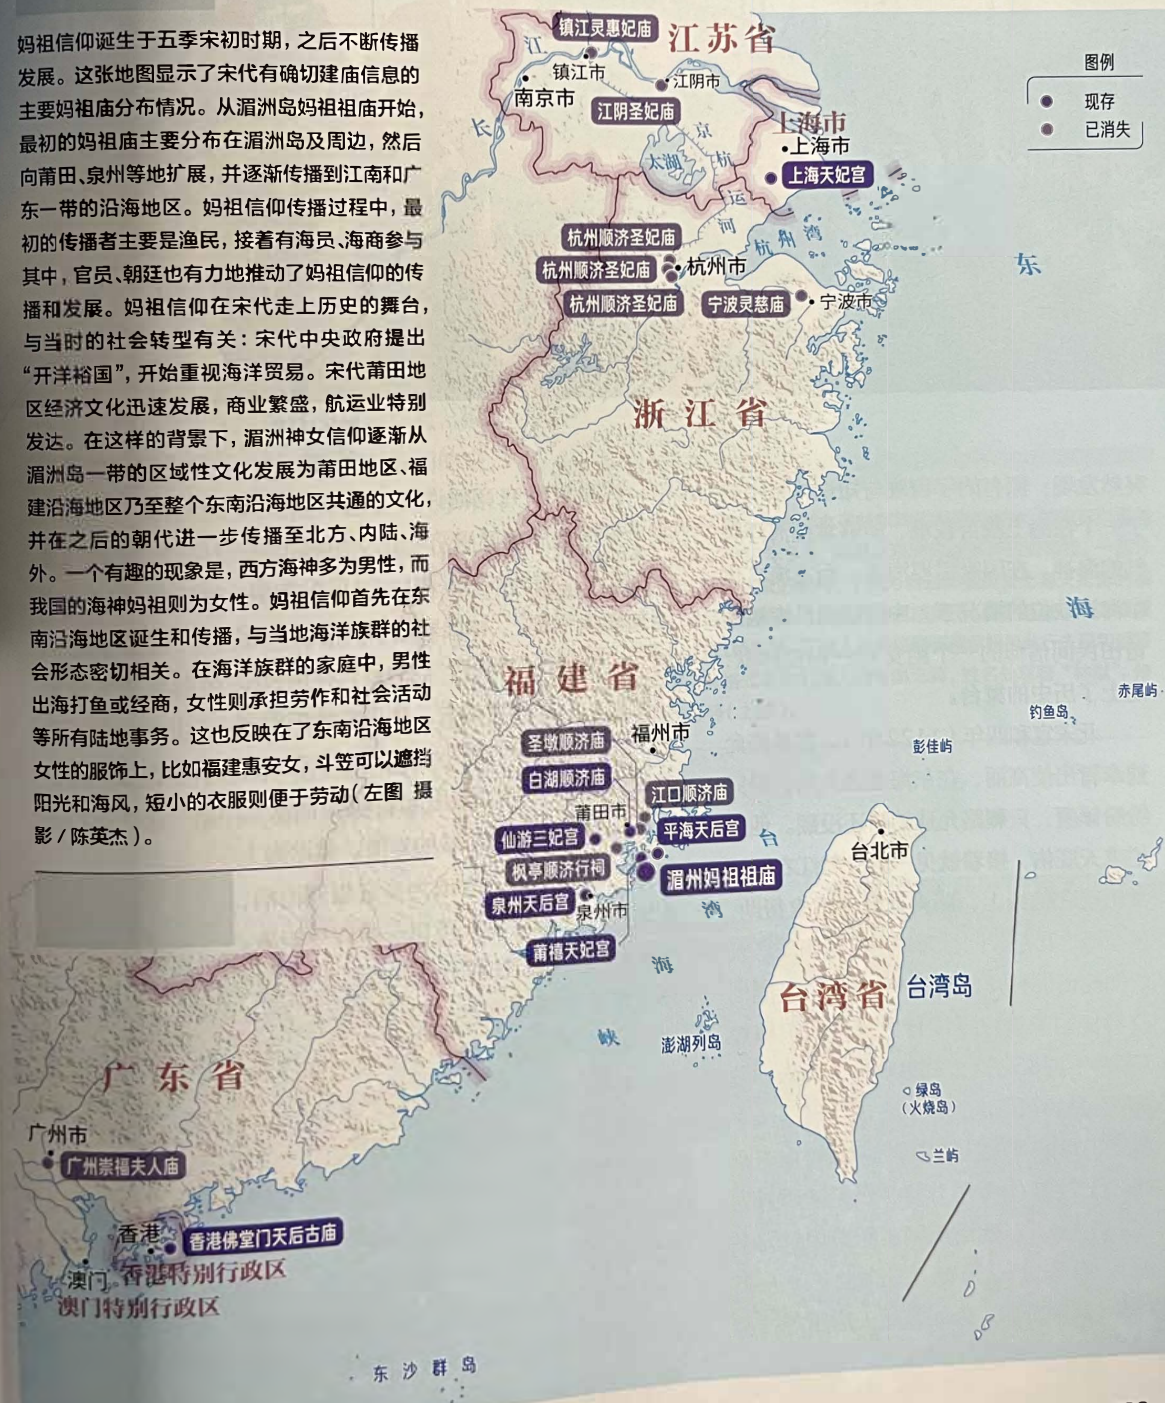 妈祖信仰诞生于五季宋初时期，之后不断传播
发展。这张地图显示了宋代有确切建庙信息的
主要妈祖庙分布情况。从湄洲岛妈祖祖庙开始，
最初的妈祖庙主要分布在湄洲岛及周边，然后
向莆田、泉州等地扩展，并逐渐传播到江南和广
东一带的沿海地区。妈祖信仰传播过程中，最
初的传播者主要是渔民，接着有海员、海商参与
其中，官员、朝廷也有力地推动了妈祖信仰的传
播和发展。妈祖信仰在宋代走上历史的舞台，
与当时的社会转型有关：宋代中央政府提出
“开洋裕国”，开始重视海洋贸易。宋代莆田地
区经济文化迅速发展，商业繁盛，航运业特别
发达。在这样的背景下，湄洲神女信仰逐渐从
湄洲岛一带的区域性文化发展为莆田地区、福
建沿海地区乃至整个东南沿海地区共通的文化，
并在之后的朝代进一步传播至北方、内陆、海
外。一个有趣的现象是，西方海神多为男性，而
我国的海神妈祖则为女性。妈祖信仰首先在东
南沿海地区诞生和传播，与当地海洋族群的社
会形态密切相关。在海洋族群的家庭中，男性
出海打鱼或经商，女性则承担劳作和社会活动
等所有陆地事务。这也反映在了东南沿海地区
女性的服饰上，比如福建惠安女，斗笠可以遮挡
阳光和海风，短小的衣服则便于劳动（左图 摄
影/陈英杰）。
图例
现存
已消失
镇江灵惠妃庙
江苏省
长江
镇江市
江阴市
南京市
江阴圣妃庙
太湖
京杭运河
上海市
上海市
上海天妃宫
杭州顺济圣妃庙
杭州顺济圣妃庙
杭州顺济圣妃庙
杭州市
杭州湾
宁波灵慈庙
宁波市
东海
浙江省
福建省
赤尾屿
钓鱼岛
彭佳屿
圣墩顺济庙
福州市
白湖顺济庙
江口顺济庙
莆田市
平海天后宫
仙游三妃宫
枫亭顺济行祠
湄州妈祖祖庙
泉州天后宫
泉州市
莆禧天妃宫
台湾海峡
台北市
台湾省
台湾岛
澎湖列岛
绿岛
（火烧岛）
兰屿
广东省
广州市
广州崇福夫人庙
香港
香港佛堂门天后古庙
澳门
香港特别行政区
澳门特别行政区
东沙群岛